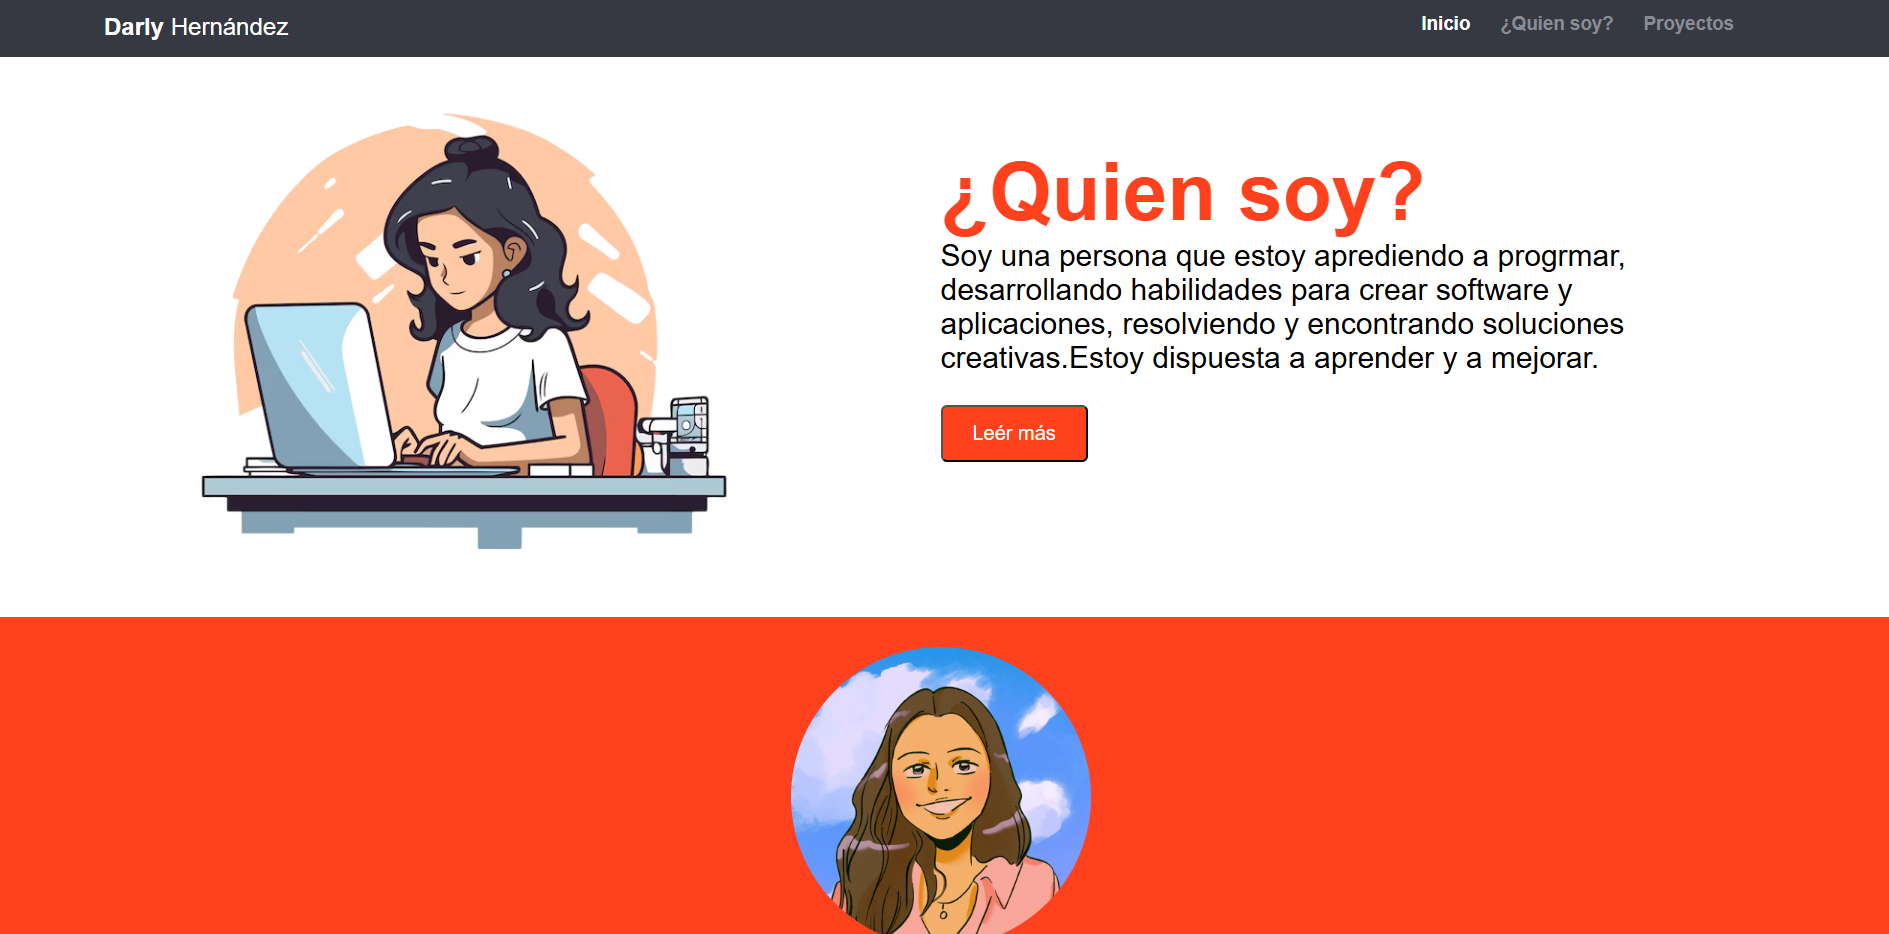 Darly Hernández
Inicio ¿Quien soy? Proyectos
¿Quien soy?
Soy una persona que estoy aprediendo a progrmar,
desarrollando habilidades para crear software y
aplicaciones, resolviendo y encontrando soluciones
creativas.Estoy dispuesta a aprender y a mejorar.
Leér más